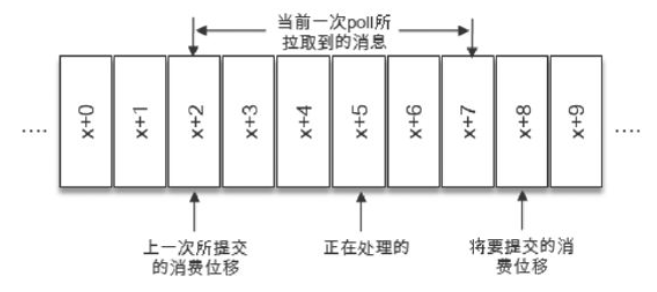 当前一次poll所
拉取到的消息
.... x+0 x+1 x+2 x+3 x+4 x+5 x+6 x+7 x+8 x+9 ....
上一次所提交
的消费位移
正在处理的
将要提交的消
费位移